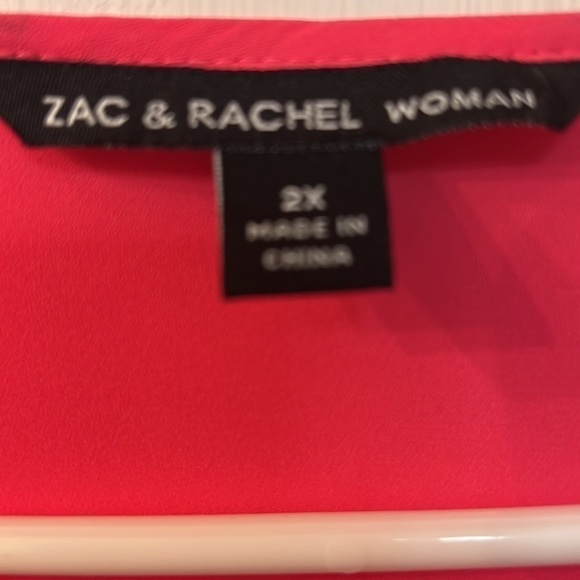 ZAC & RACHEL WOMAN
2X
MADE IN
CHINA